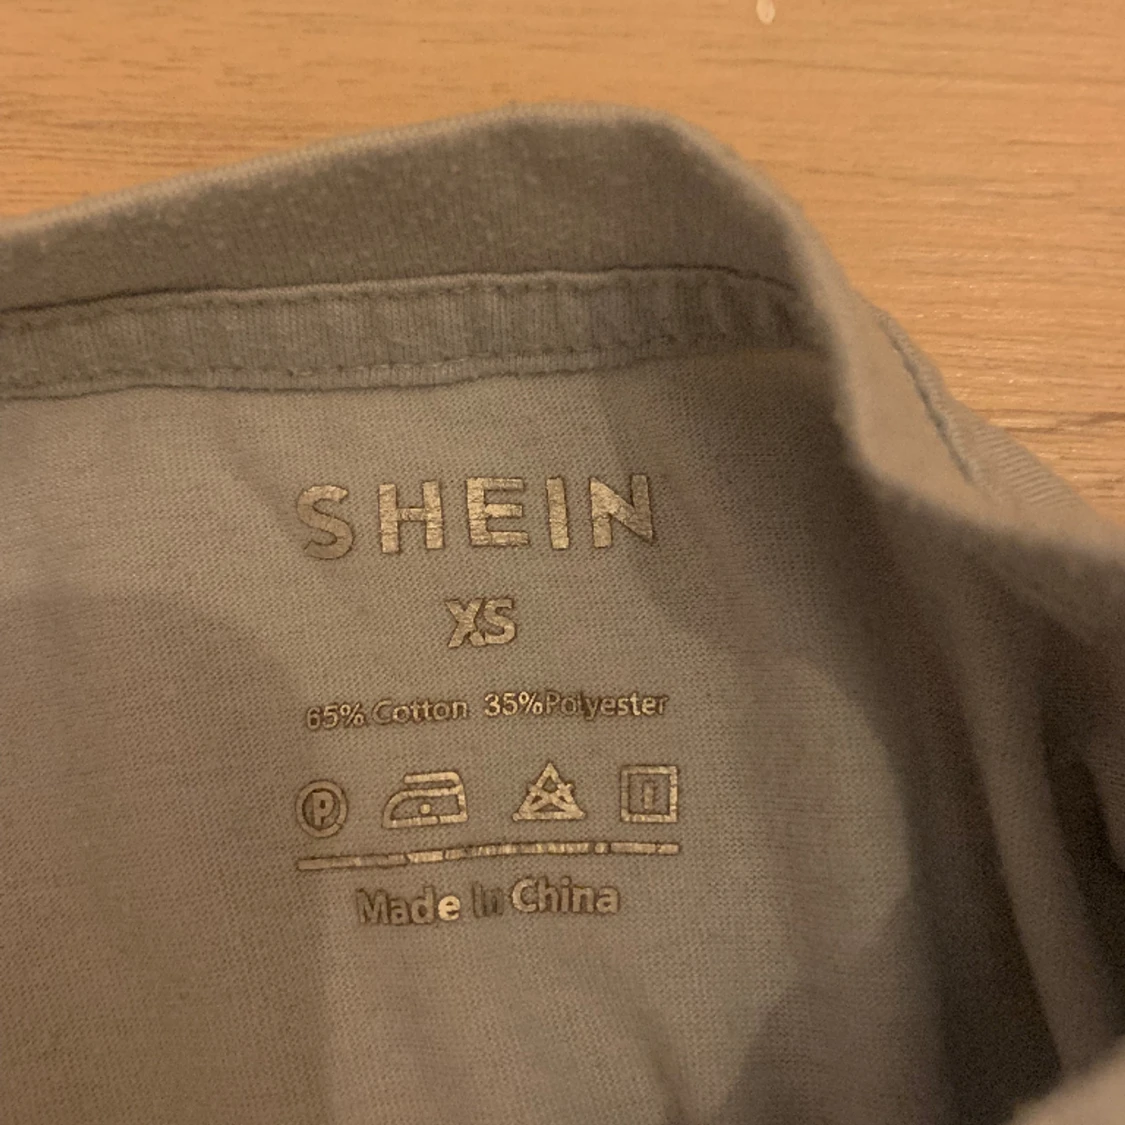 SHEIN
XS
65% Cotton 35%Polyester
P
Made In China